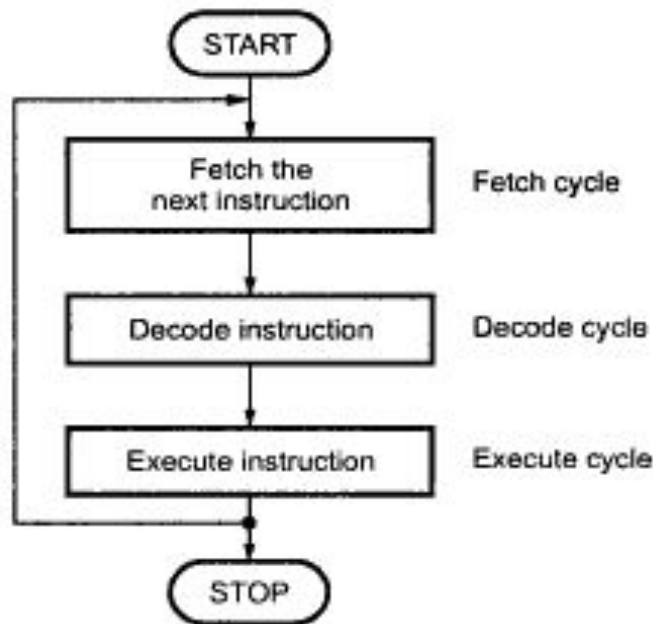 START
Fetch the
next instruction
Fetch cycle
Decode instruction
Decode cycle
Execute instruction
Execute cycle
STOP